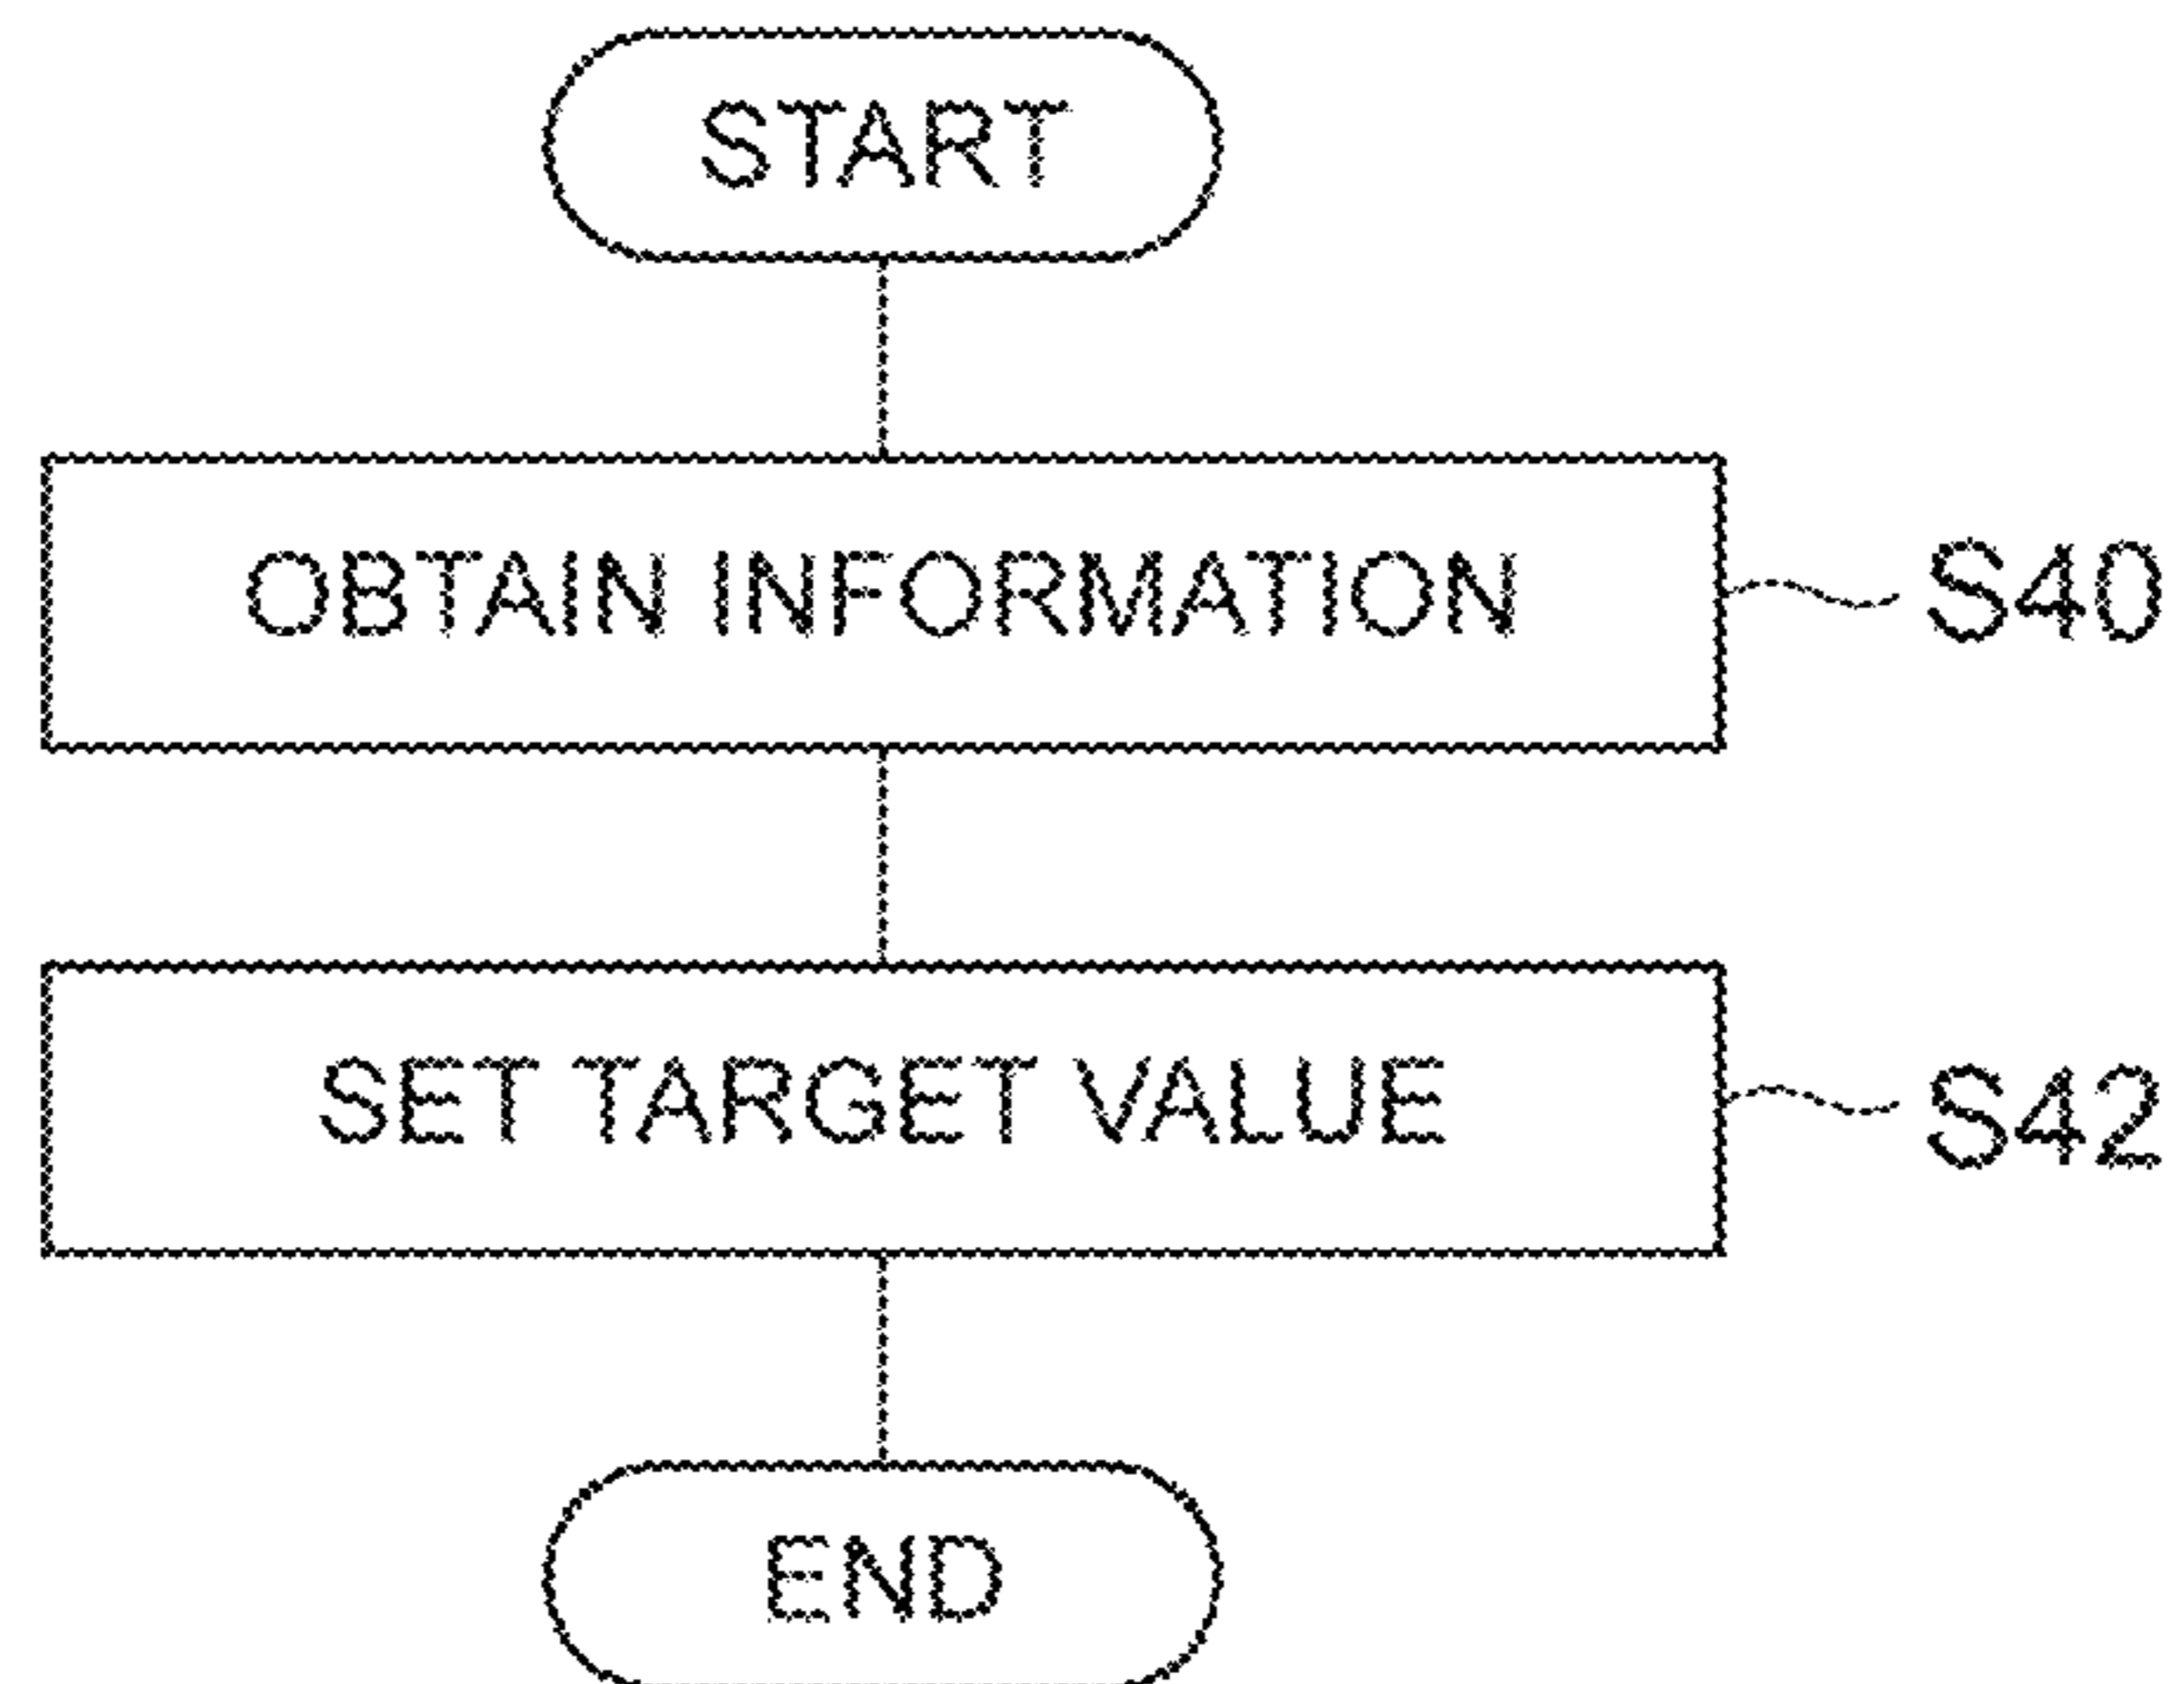 START
OBTAIN INFORMATION
S40
SET TARGET VALUE
S42
END